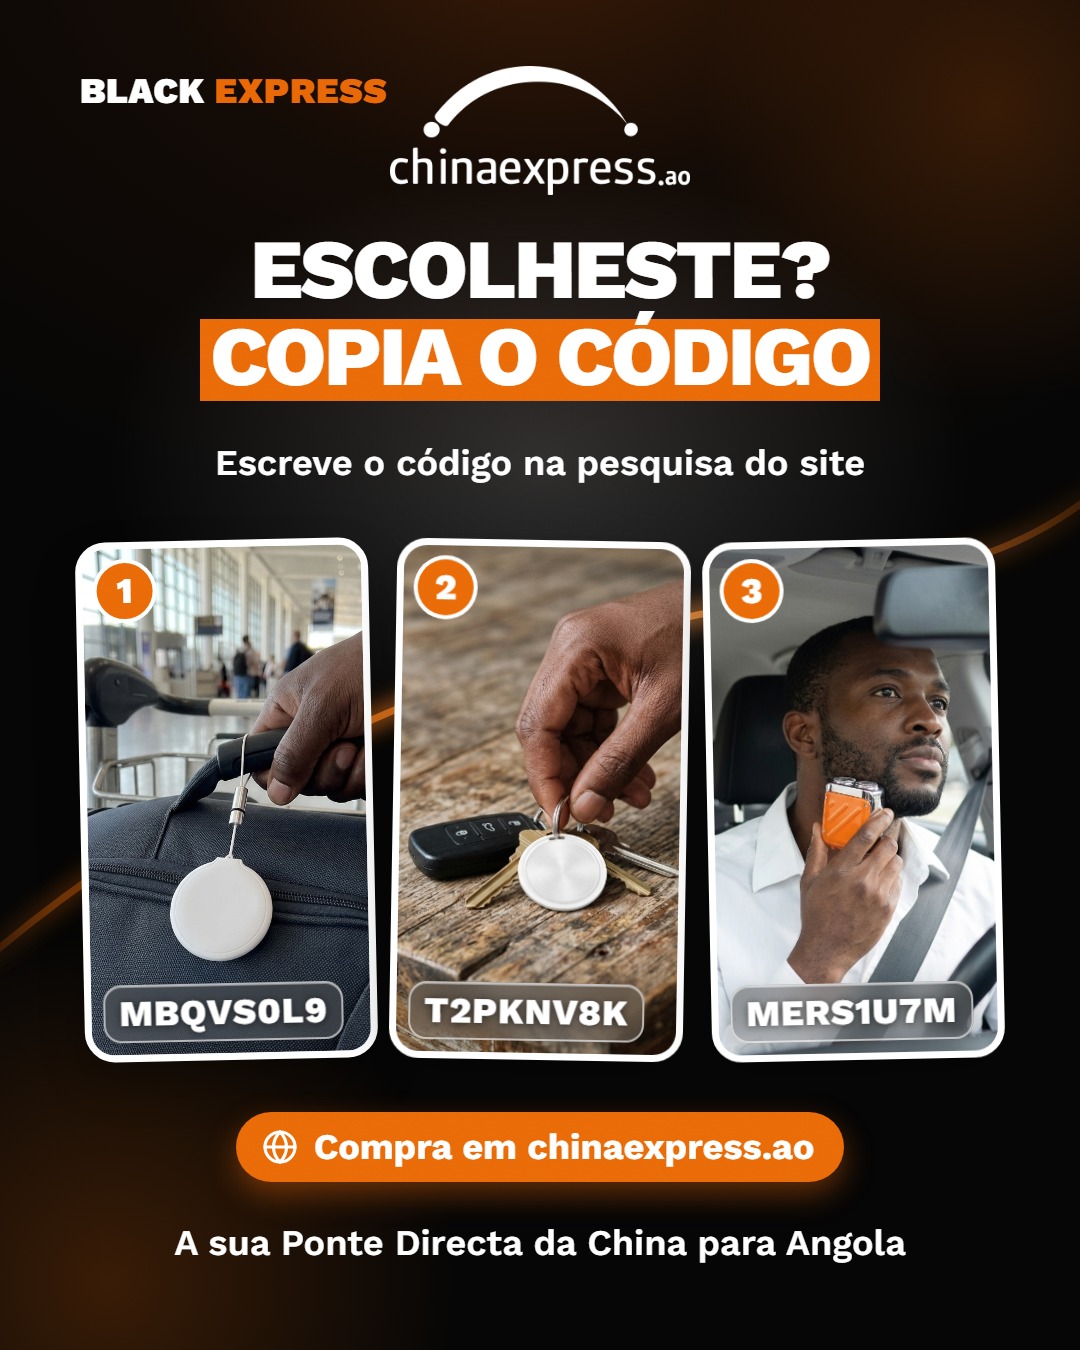 BLACK EXPRESS
chinaexpress.ao
ESCOLHESTE?
COPIA O CÓDIGO
Escreve o código na pesquisa do site
1
2
3
MBQVS0L9
T2PKNV8K
MERS1U7M
Compra em chinaexpress.ao
A sua Ponte Directa da China para Angola